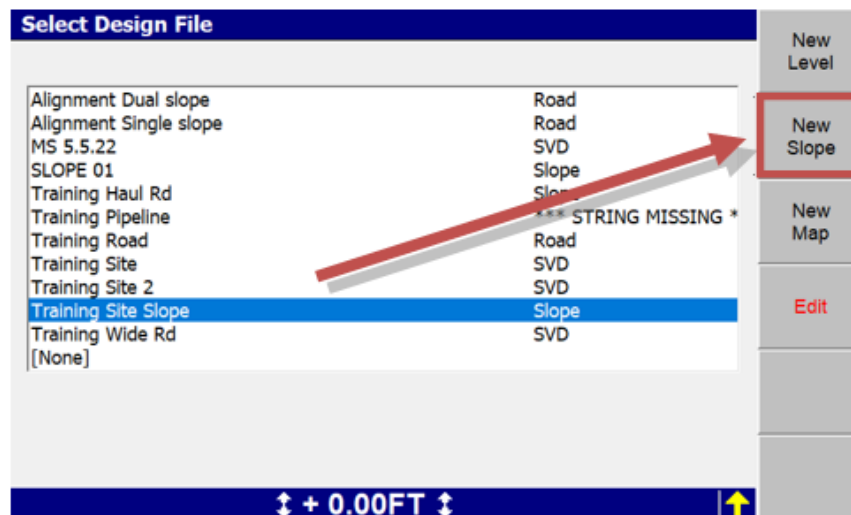 Select Design File
Alignment Dual slope Road
Alignment Single slope Road
MS 5.5.22 SVD
SLOPE 01 Slope
Training Haul Rd Slope
Training Pipeline *** STRING MISSING *
Training Road Road
Training Site SVD
Training Site 2 SVD
Training Site Slope Slope
Training Wide Rd SVD
[None]
+ 0.00FT
New
Level
New
Slope
New
Map
Edit